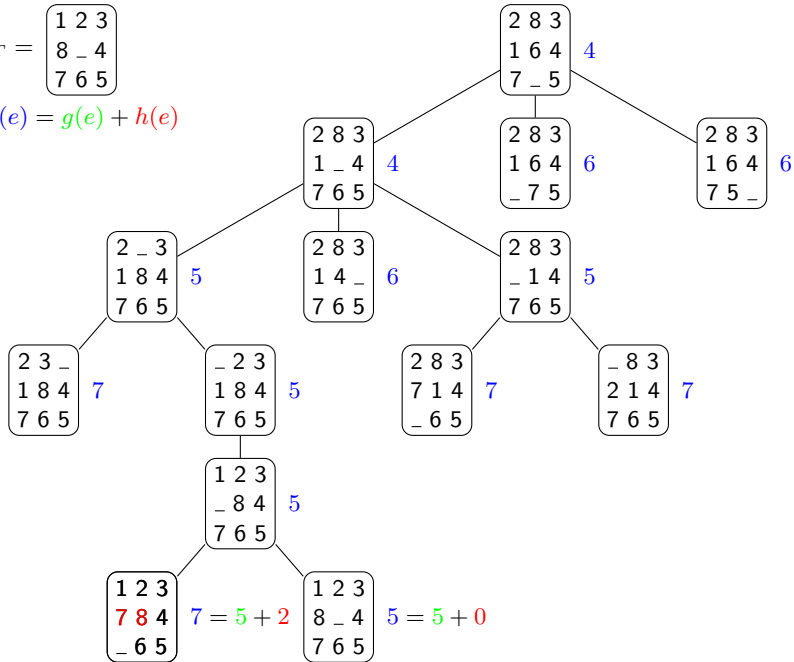 = 1 2 3
8 _ 4
7 6 5
(e) = g(e) + h(e)
2 8 3
1 6 4 4
7 _ 5
2 8 3
1 _ 4 4
7 6 5
2 8 3
1 6 4 6
_ 7 5
2 8 3
1 6 4 6
7 5 _
2 _ 3
1 8 4 5
7 6 5
2 8 3
1 4 _ 6
7 6 5
2 8 3
_ 1 4 5
7 6 5
2 3 _
1 8 4 7
7 6 5
_ 2 3
1 8 4 5
7 6 5
2 8 3
7 1 4 7
_ 6 5
_ 8 3
2 1 4 7
7 6 5
1 2 3
_ 8 4 5
7 6 5
1 2 3
7 8 4 7 = 5 + 2
_ 6 5
1 2 3
8 _ 4 5 = 5 + 0
7 6 5